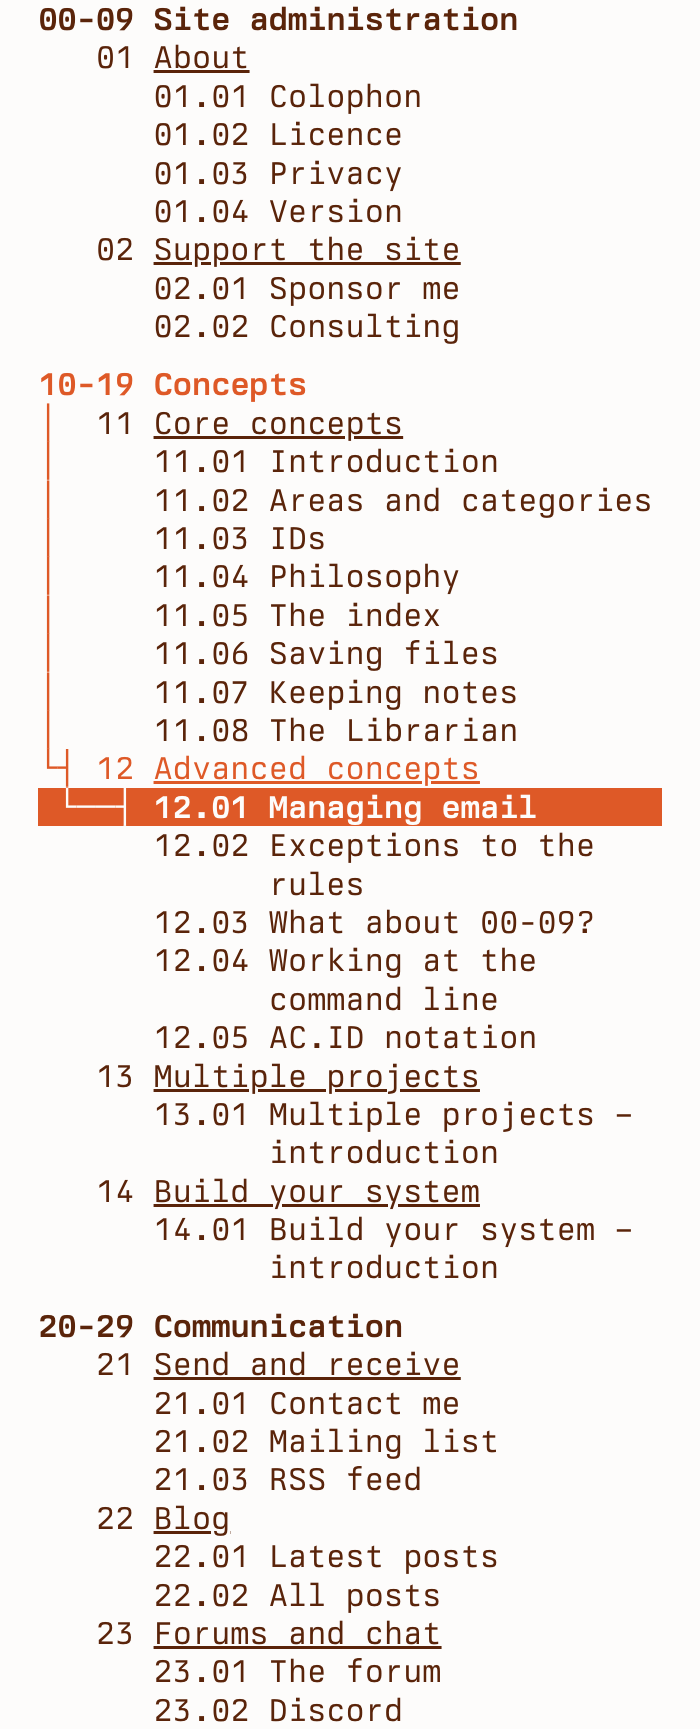 00-09 Site administration
01 About
01.01 Colophon
01.02 Licence
01.03 Privacy
01.04 Version
02 Support the site
02.01 Sponsor me
02.02 Consulting
10-19 Concepts
11 Core concepts
11.01 Introduction
11.02 Areas and categories
11.03 IDs
11.04 Philosophy
11.05 The index
11.06 Saving files
11.07 Keeping notes
11.08 The Librarian
12 Advanced concepts
12.01 Managing email
12.02 Exceptions to the
rules
12.03 What about 00-09?
12.04 Working at the
command line
12.05 AC.ID notation
13 Multiple projects
13.01 Multiple projects –
introduction
14 Build your system
14.01 Build your system –
introduction
20-29 Communication
21 Send and receive
21.01 Contact me
21.02 Mailing list
21.03 RSS feed
22 Blog
22.01 Latest posts
22.02 All posts
23 Forums and chat
23.01 The forum
23.02 Discord